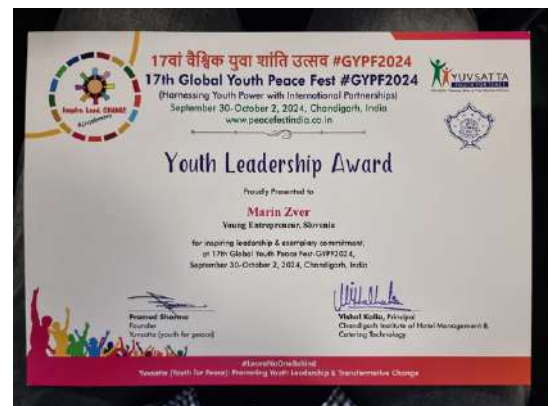 17वां वैश्विक युवा शांति उत्सव #GYPF2024
17th Global Youth Peace Fest #GYPF2024
(Harnessing Youth Power with International Partnerships)
September 30-October 2, 2024, Chandigarh, India
www.peacefestindia.co.in
Inspire. Lead. CHANGE
YUVSATTA
Youth Leadership Award
Proudly Presented to
Marin Zver
Young Entrepreneur, Slovenia
for inspiring leadership & exemplary commitment,
at 17th Global Youth Peace Fest-GYPF2024,
September 30-October 2, 2024, Chandigarh, India
Pramod Sharma
Founder
Yuvsatta (youth for peace)
Vishal Kalia, Principal
Chandigarh Institute of Hotel Management &
Catering Technology
#LeaveNoOneBehind
Yuvsatta (Youth for Peace): Promoting Youth Leadership & Transformative Change